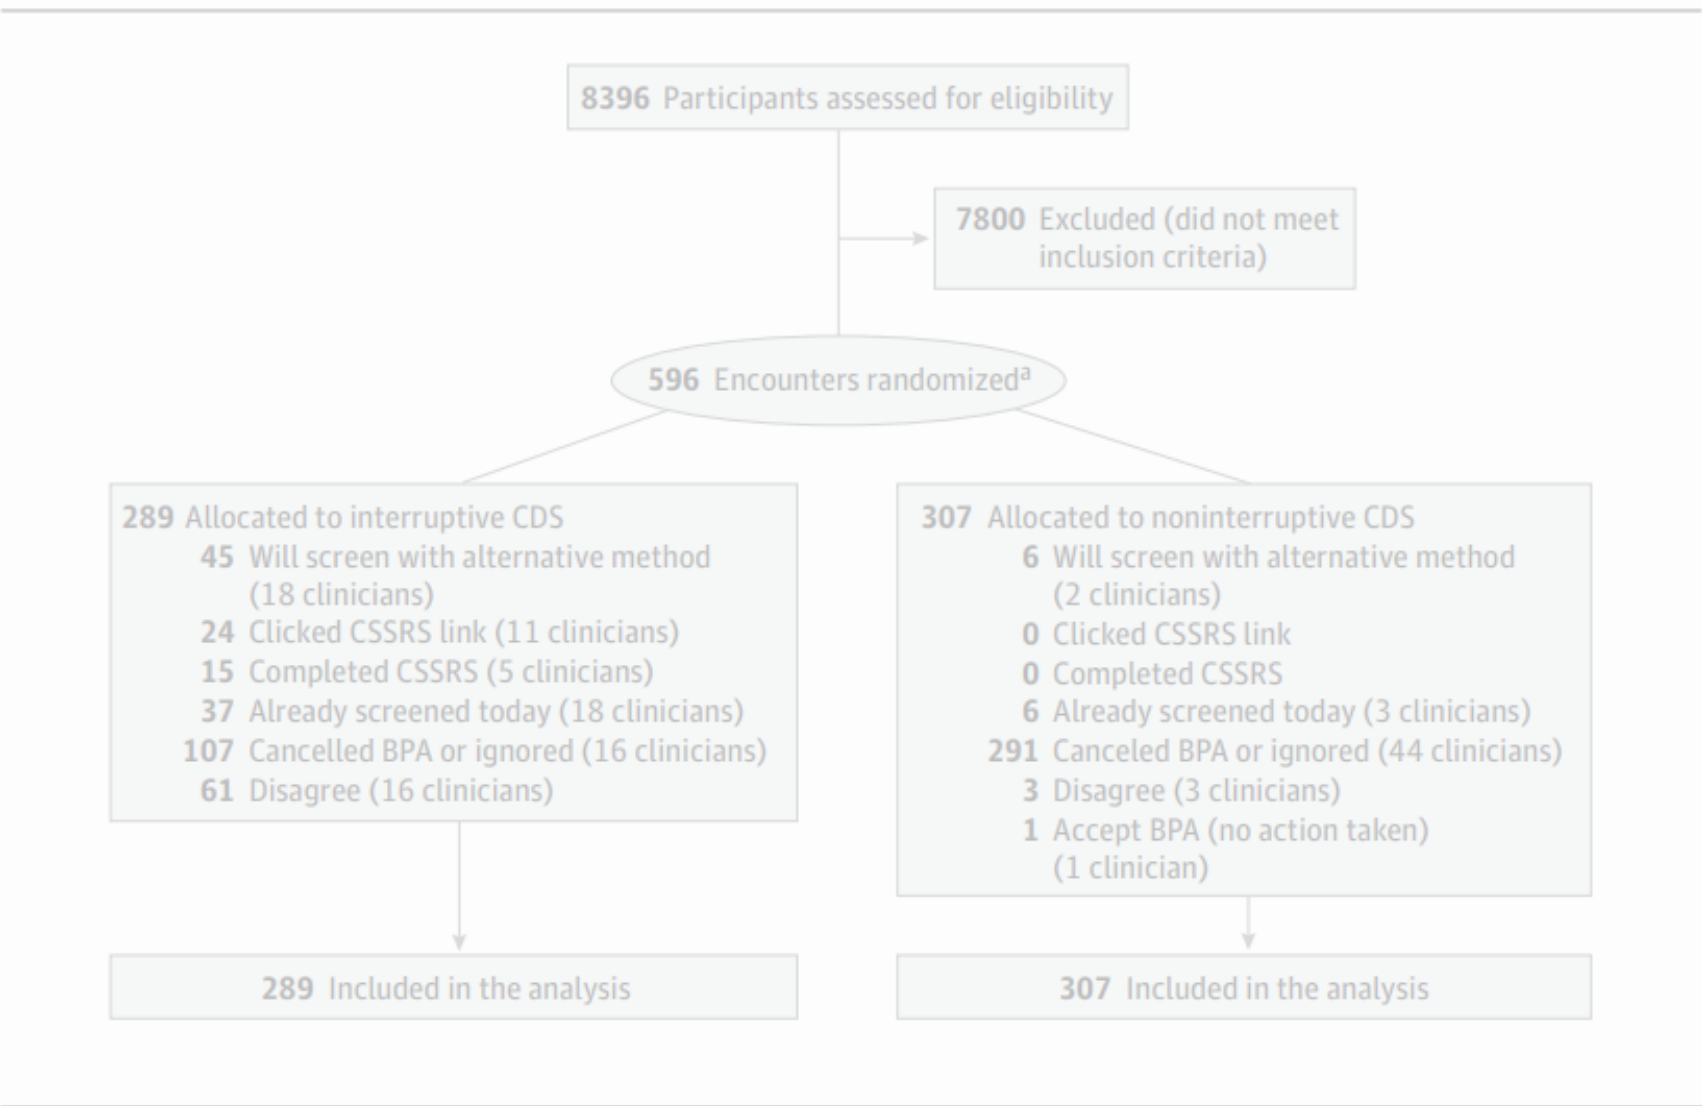 8396 Participants assessed for eligibility
7800 Excluded (did not meet
inclusion criteria)
596 Encounters randomizedᵃ
289 Allocated to interruptive CDS
45 Will screen with alternative method
(18 clinicians)
24 Clicked CSSRS link (11 clinicians)
15 Completed CSSRS (5 clinicians)
37 Already screened today (18 clinicians)
107 Cancelled BPA or ignored (16 clinicians)
61 Disagree (16 clinicians)
307 Allocated to noninterruptive CDS
6 Will screen with alternative method
(2 clinicians)
0 Clicked CSSRS link
0 Completed CSSRS
6 Already screened today (3 clinicians)
291 Canceled BPA or ignored (44 clinicians)
3 Disagree (3 clinicians)
1 Accept BPA (no action taken)
(1 clinician)
289 Included in the analysis
307 Included in the analysis